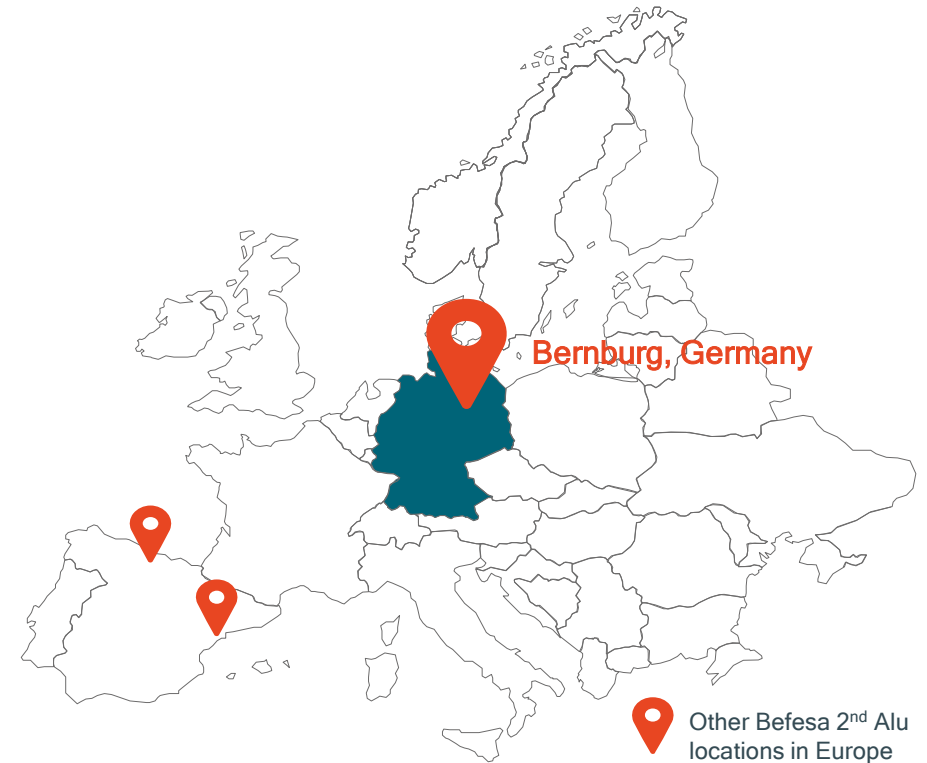 Bernburg, Germany
Other Befesa 2nd Alu
locations in Europe